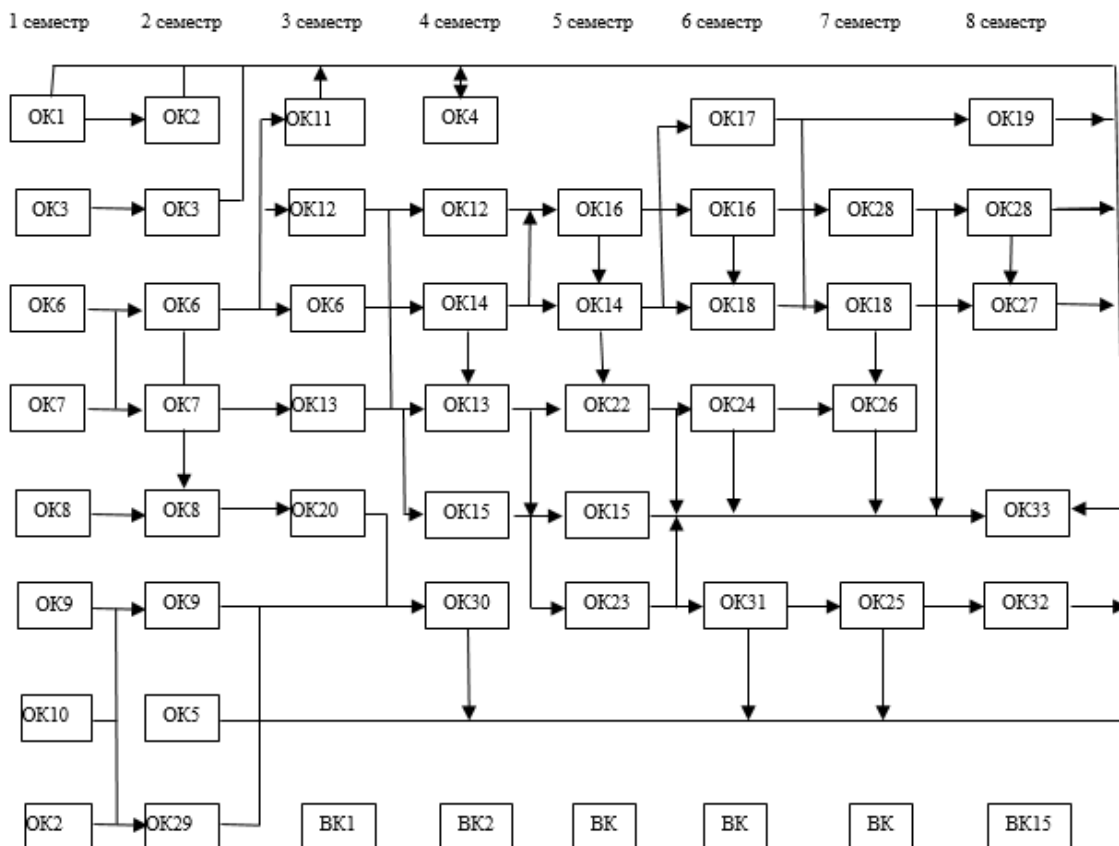 1 семестр 2 семестр 3 семестр 4 семестр 5 семестр 6 семестр 7 семестр 8 семестр
ОК1 ОК2 ОК11 ОК4 ОК17 ОК19
ОК3 ОК3 ОК12 ОК12 ОК16 ОК16 ОК28 ОК28
ОК6 ОК6 ОК6 ОК14 ОК14 ОК18 ОК18 ОК27
ОК7 ОК7 ОК13 ОК13 ОК22 ОК24 ОК26
ОК8 ОК8 ОК20 ОК15 ОК15 ОК33
ОК9 ОК9 ОК30 ОК23 ОК31 ОК25 ОК32
ОК10 ОК5
ОК2 ОК29 ВК1 ВК2 ВК ВК ВК ВК15